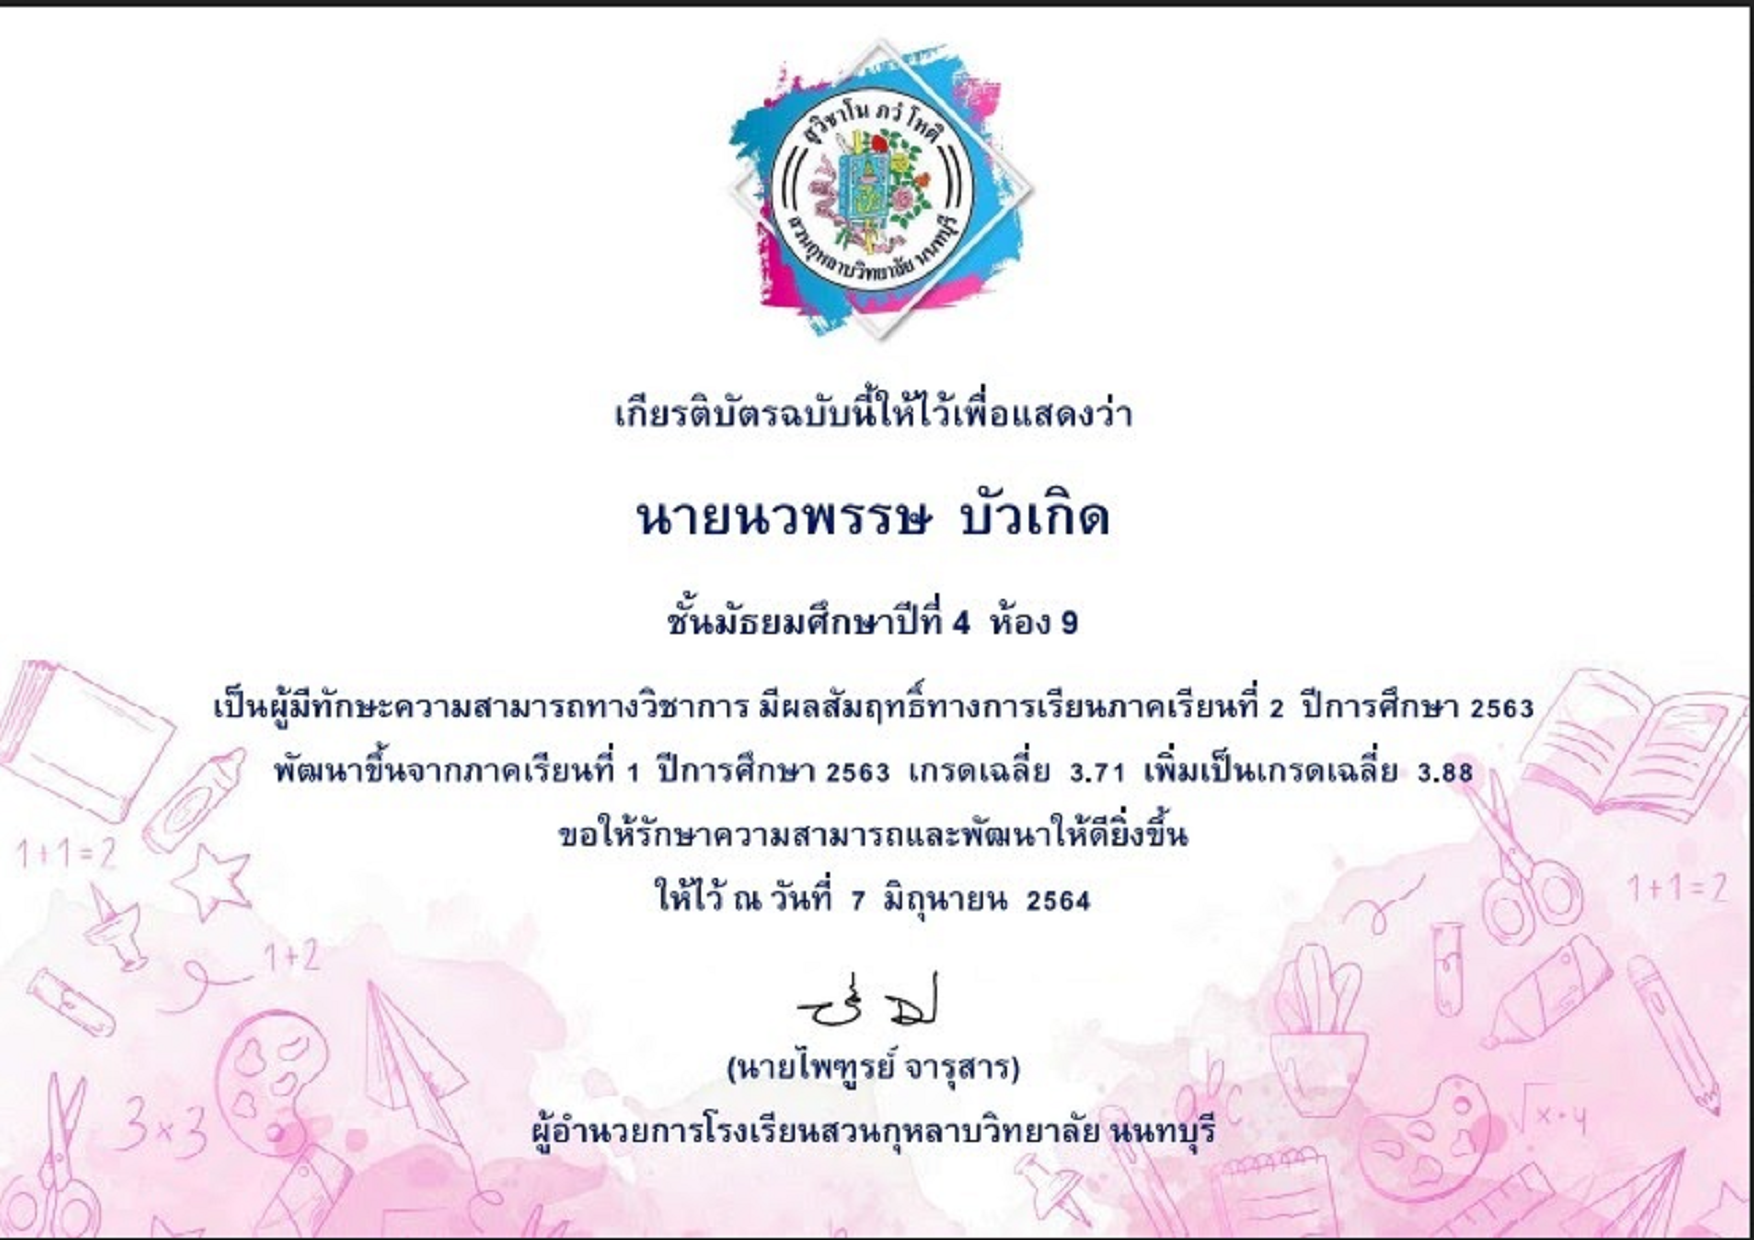 สุวิชาโน ภวํ โหติ
สวนกุหลาบวิทยาลัย นนทบุรี
เกียรติบัตรฉบับนี้ให้ไว้เพื่อแสดงว่า
นายนวพรรษ บัวเกิด
ชั้นมัธยมศึกษาปีที่ 4 ห้อง 9
เป็นผู้มีทักษะความสามารถทางวิชาการ มีผลสัมฤทธิ์ทางการเรียนภาคเรียนที่ 2 ปีการศึกษา 2563
พัฒนาขึ้นจากภาคเรียนที่ 1 ปีการศึกษา 2563 เกรดเฉลี่ย 3.71 เพิ่มเป็นเกรดเฉลี่ย 3.88
ขอให้รักษาความสามารถและพัฒนาให้ดียิ่งขึ้น
1+1=2
1+1=2
ให้ไว้ ณ วันที่ 7 มิถุนายน 2564
1+2
(นายไพฑูรย์ จารุสาร)
abc
3×3
√x·y
ผู้อำนวยการโรงเรียนสวนกุหลาบวิทยาลัย นนทบุรี